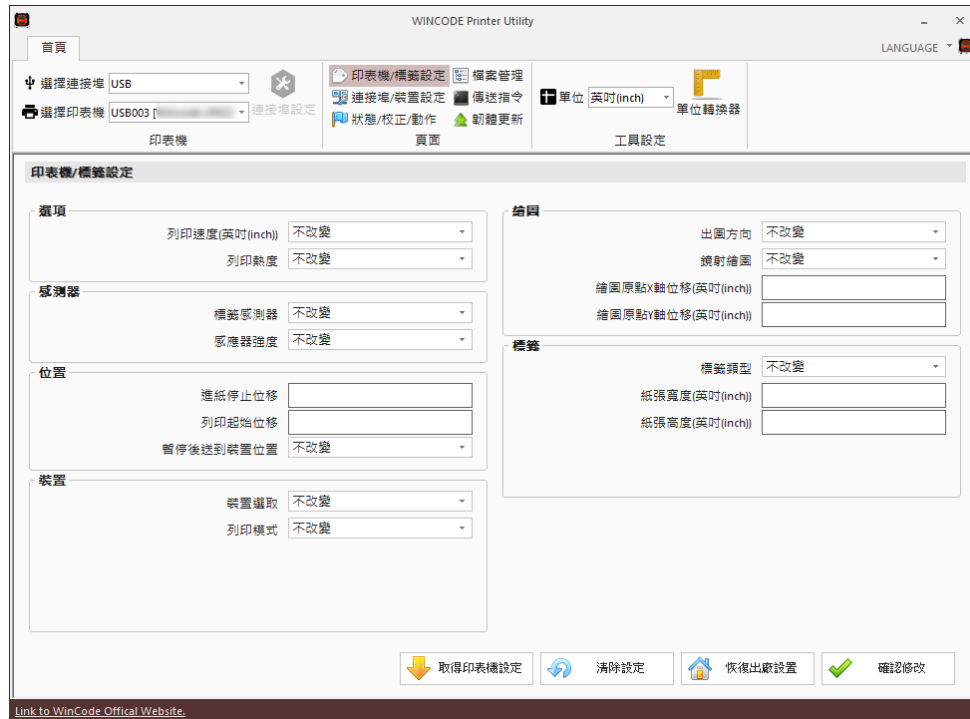 WINCODE Printer Utility
首頁
LANGUAGE
選擇連接埠 USB
選擇印表機 USB003 [
連接埠設定
印表機
印表機/標籤設定 檔案管理
連接埠/裝置設定 傳送指令
狀態/校正/動作 韌體更新
頁面
單位 英吋(inch)
單位轉換器
工具設定
印表機/標籤設定
選項
列印速度(英吋(inch)) 不改變
列印熱度 不改變
感測器
標籤感測器 不改變
感應器強度 不改變
位置
進紙停止位移
列印起始位移
暫停後送到裝置位置 不改變
裝置
裝置選取 不改變
列印模式 不改變
繪圖
出圖方向 不改變
鏡射繪圖 不改變
繪圖原點X軸位移(英吋(inch))
繪圖原點Y軸位移(英吋(inch))
標籤
標籤類型 不改變
紙張寬度(英吋(inch))
紙張高度(英吋(inch))
取得印表機設定 清除設定 恢復出廠設置 確認修改
Link to WinCode Offical Website.